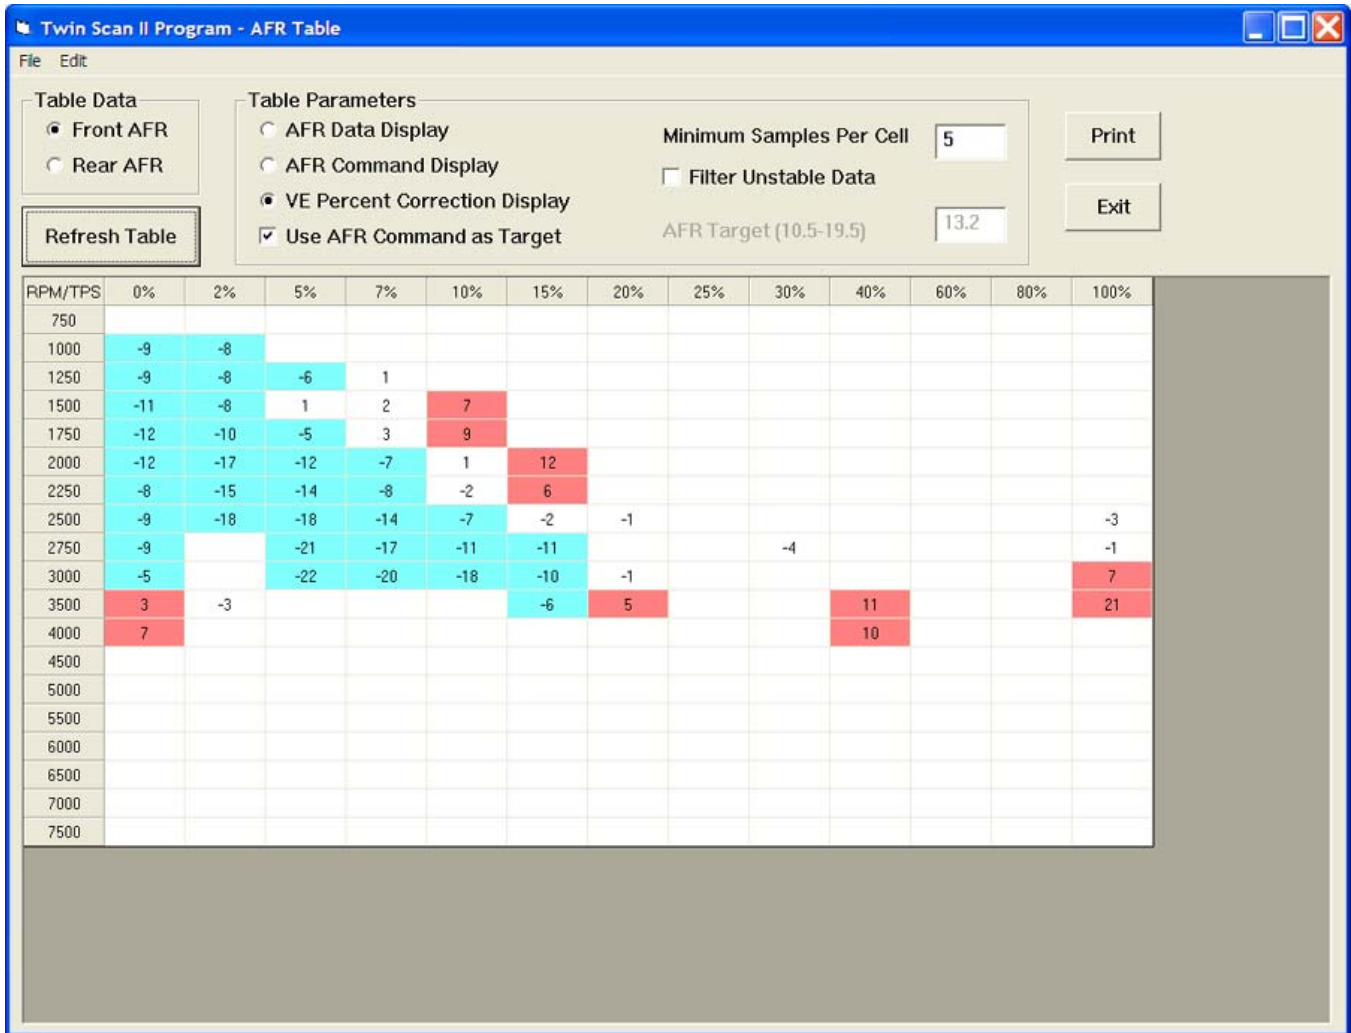 Twin Scan II Program - AFR Table
File Edit
Table Data
Front AFR
Rear AFR
Refresh Table
Table Parameters
AFR Data Display
AFR Command Display
VE Percent Correction Display
Use AFR Command as Target
Minimum Samples Per Cell 5
Filter Unstable Data
AFR Target (10.5-19.5) 13.2
Print
Exit
RPM/TPS 0% 2% 5% 7% 10% 15% 20% 25% 30% 40% 60% 80% 100%
750
1000 -9 -8
1250 -9 -8 -6 1
1500 -11 -8 1 2 7
1750 -12 -10 -5 3 9
2000 -12 -17 -12 -7 1 12
2250 -8 -15 -14 -8 -2 6
2500 -9 -18 -18 -14 -7 -2 -1 -3
2750 -9 -21 -17 -11 -11 -4 -1
3000 -5 -22 -20 -18 -10 -1 7
3500 3 -3 -6 5 11 21
4000 7 10
4500
5000
5500
6000
6500
7000
7500